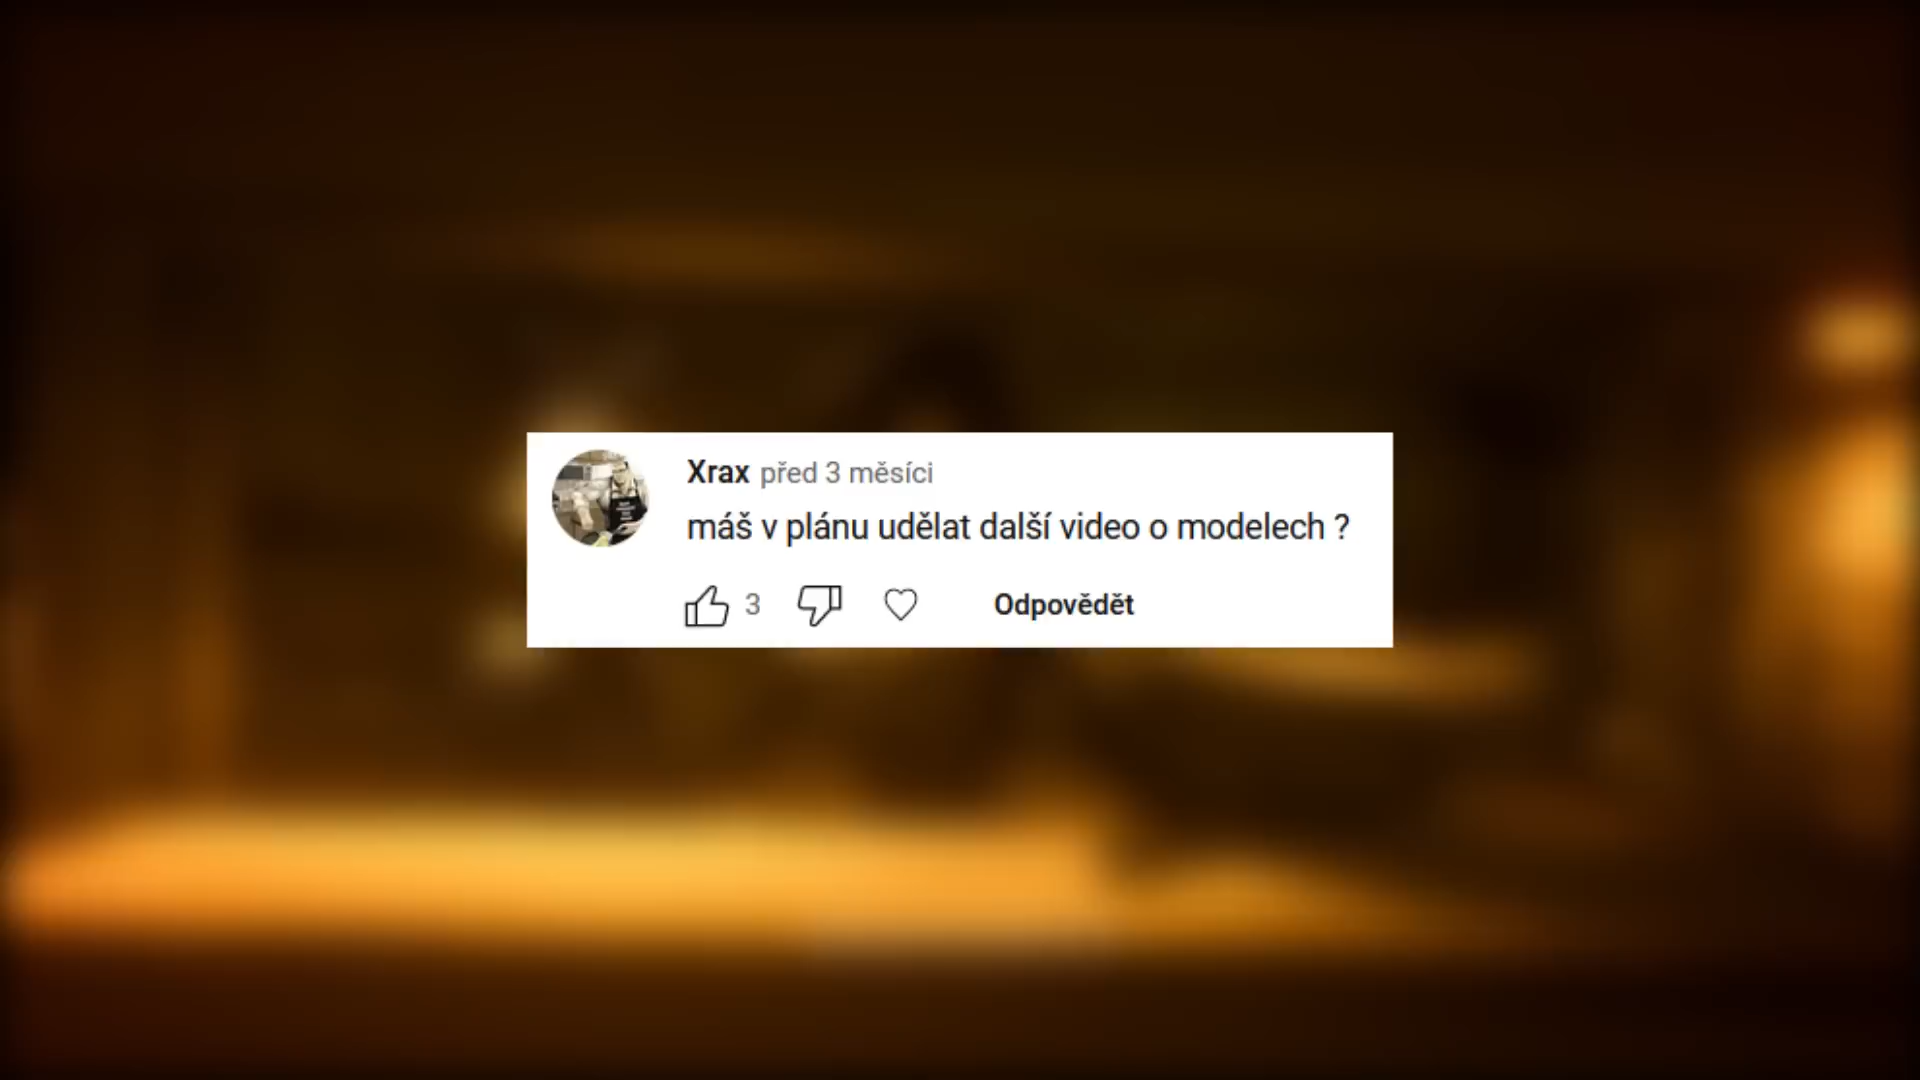 Xrax před 3 měsíci
máš v plánu udělat další video o modelech ?
3 Odpovědět